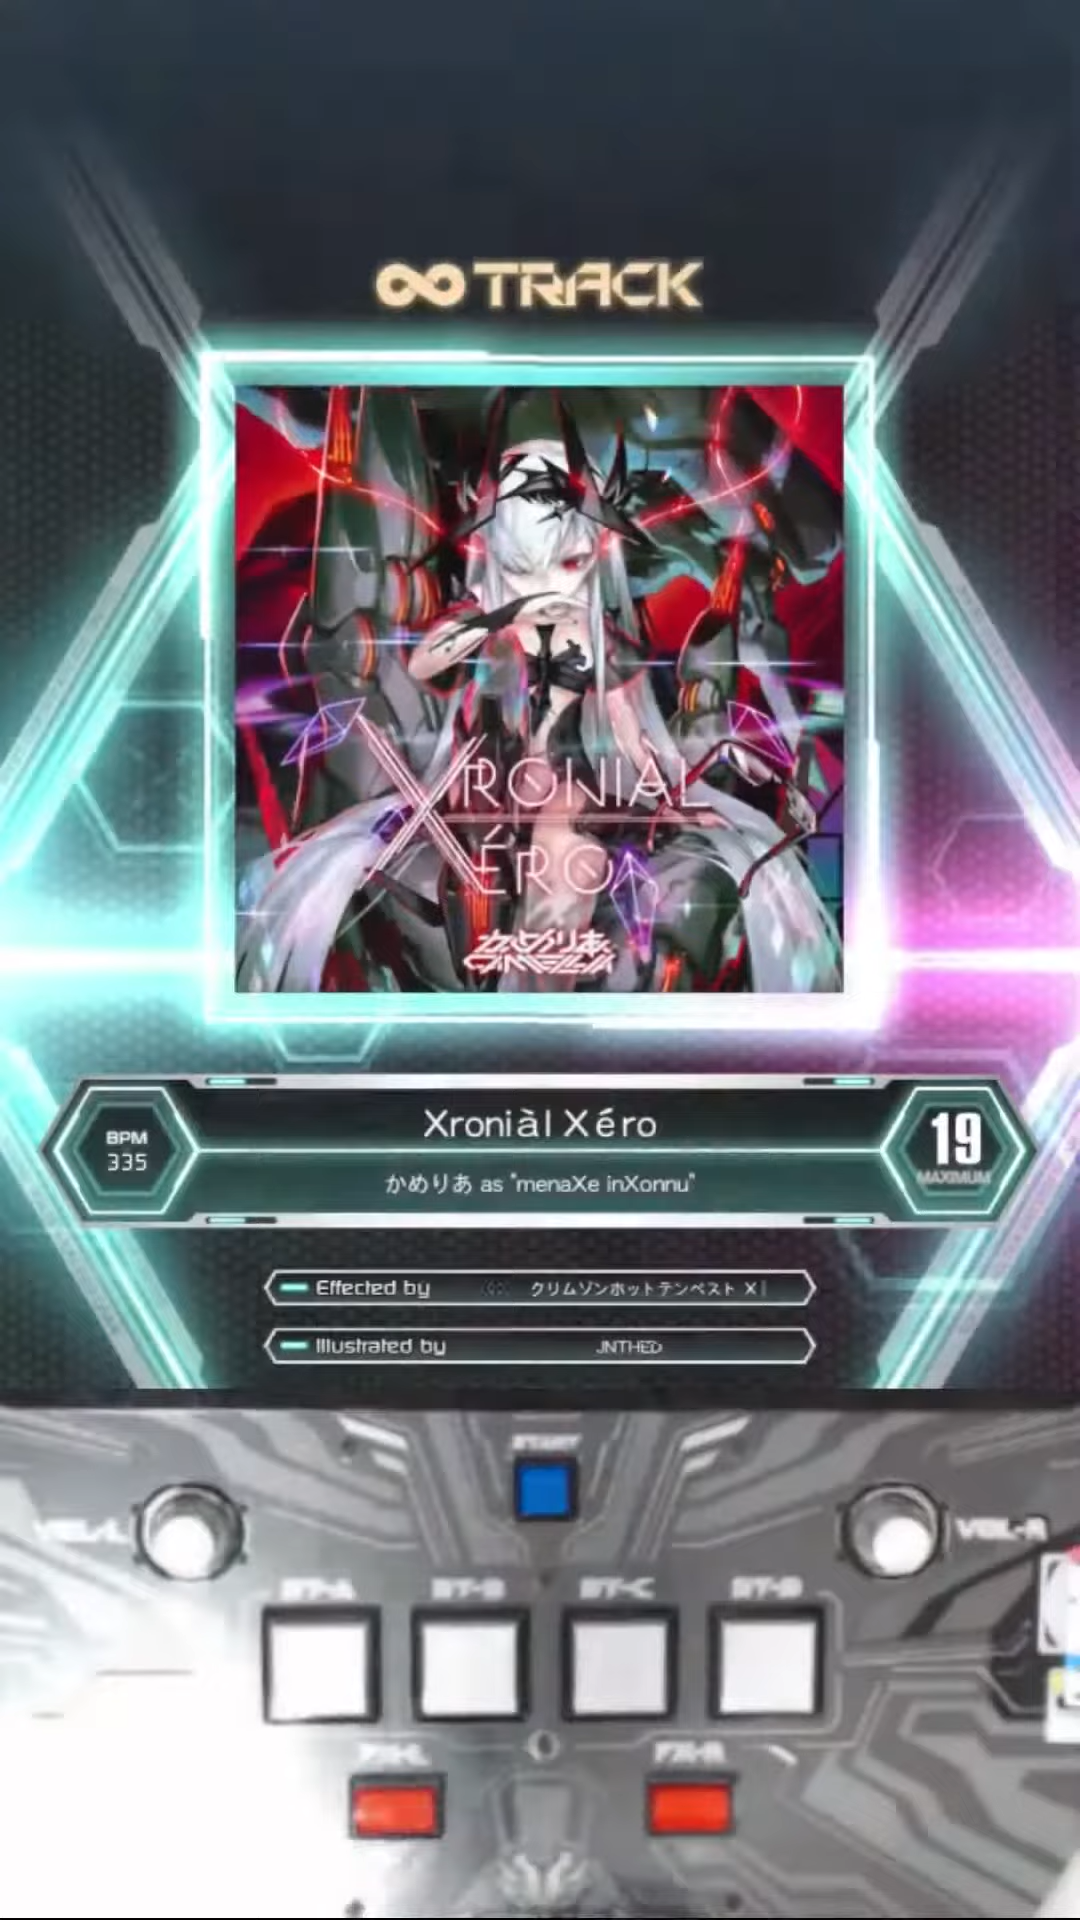 ∞ TRACK
XRONIÀL
XÉRO
かめりあ
CAMELLIA
BPM
335
Xroniàl Xéro
19
MAXIMUM
かめりあ as "menaXe inXonnu"
Effected by クリムゾンホットテンペスト X|
Illustrated by JNTHED
START
VOL-L
VOL-R
BT-A
BT-B
BT-C
BT-D
FX-L
FX-R